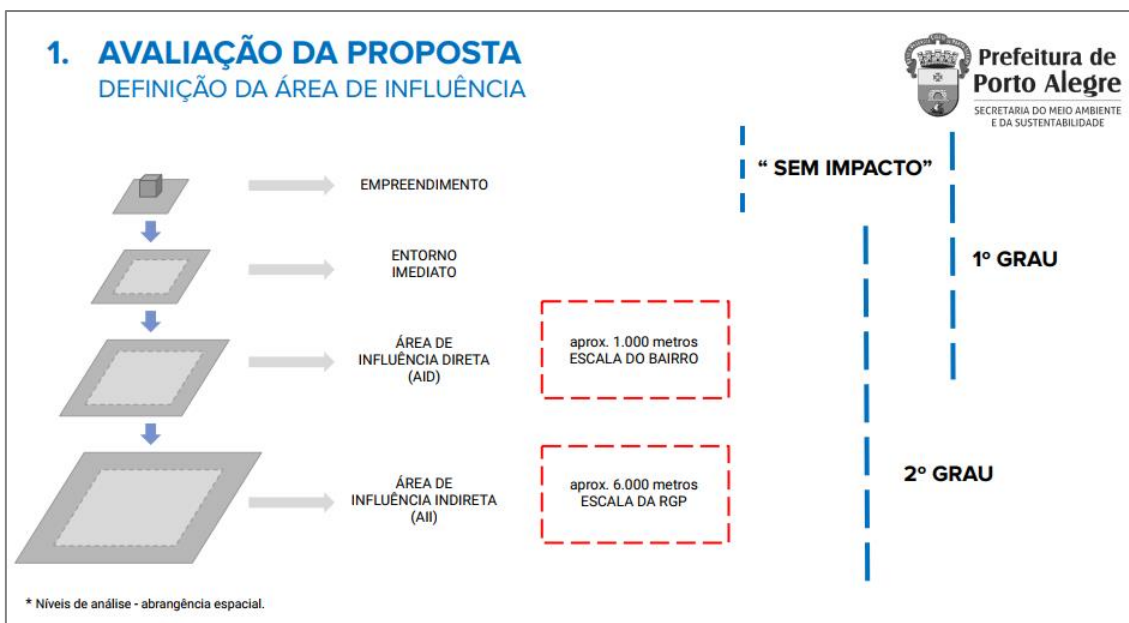 1. AVALIAÇÃO DA PROPOSTA
DEFINIÇÃO DA ÁREA DE INFLUÊNCIA
Prefeitura de
Porto Alegre
SECRETARIA DO MEIO AMBIENTE
E DA SUSTENTABILIDADE
EMPREENDIMENTO
“ SEM IMPACTO”
ENTORNO
IMEDIATO
1º GRAU
ÁREA DE
INFLUÊNCIA DIRETA
(AID)
aprox. 1.000 metros
ESCALA DO BAIRRO
ÁREA DE
INFLUÊNCIA INDIRETA
(AII)
aprox. 6.000 metros
ESCALA DA RGP
2º GRAU
* Níveis de análise - abrangência espacial.